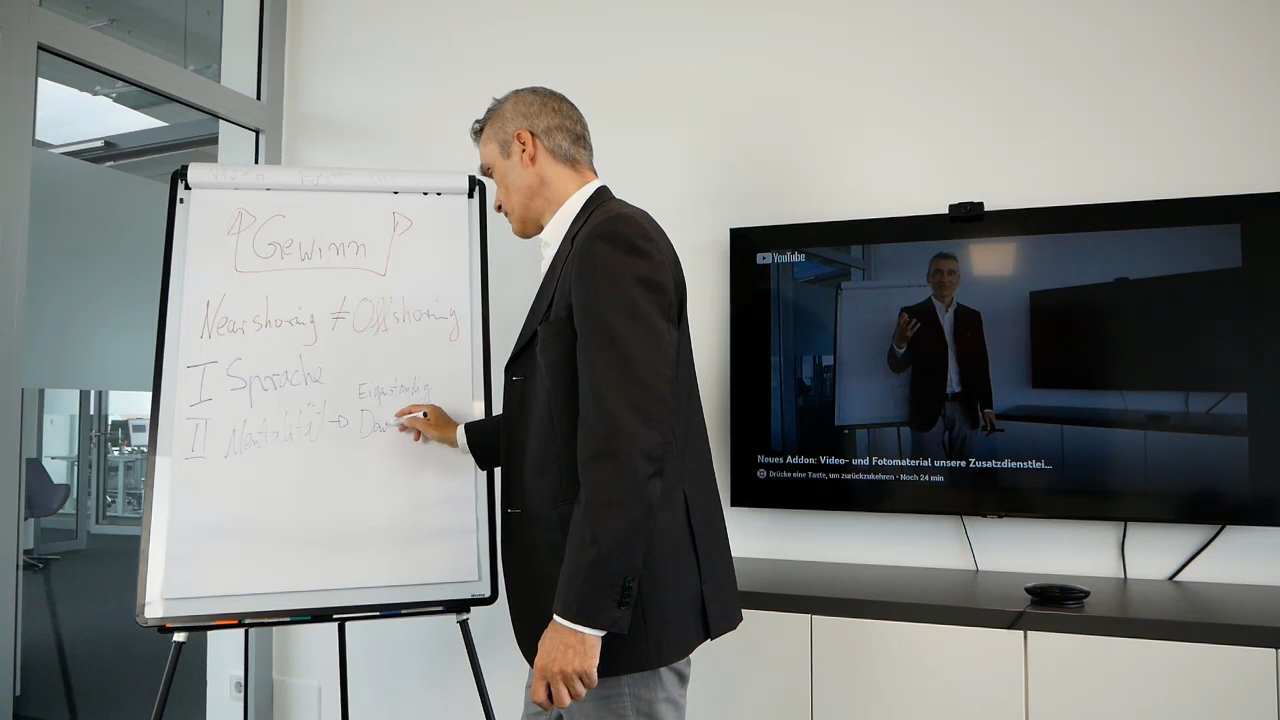 Gewinn
Nearshoring ≠ Offshoring
I Sprache
Eigenständig
II Mentalität →
YouTube
Neues Addon: Video- und Fotomaterial unsere Zusatzdienstlei...
Drücke eine Taste, um zurückzukehren • Noch 24 min